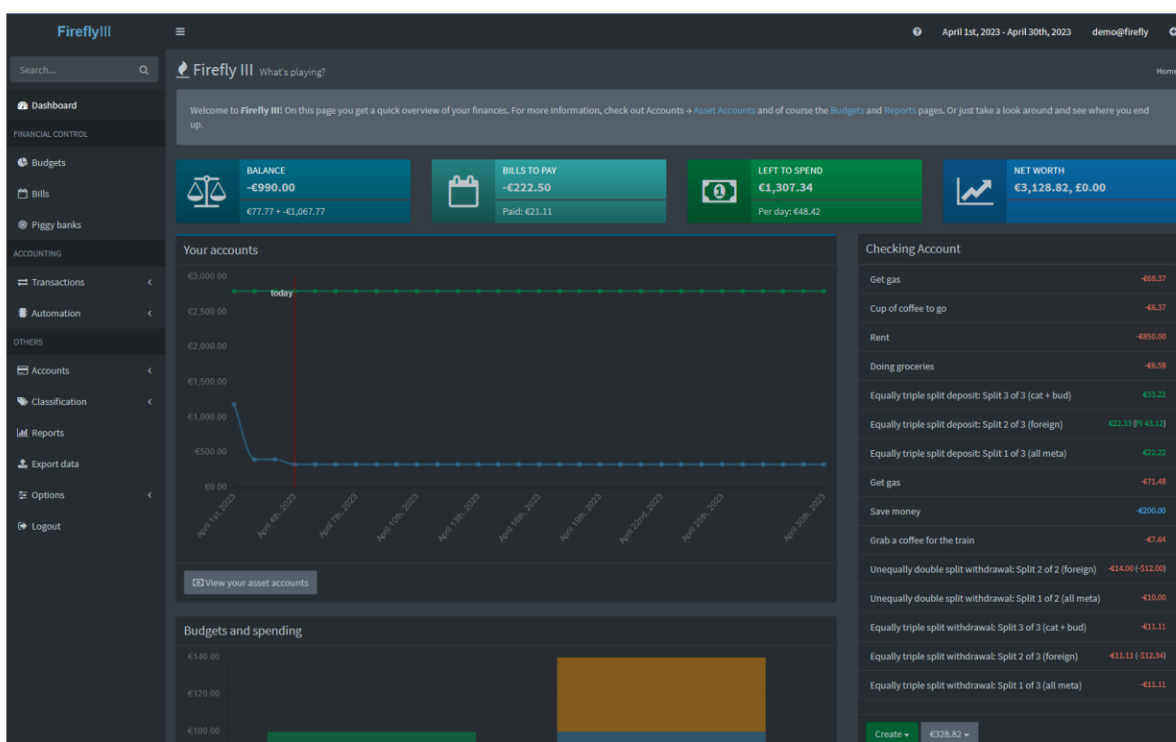 FireflyIII
April 1st, 2023 - April 30th, 2023
demo@firefly
Search...
Dashboard
FINANCIAL CONTROL
Budgets
Bills
Piggy banks
ACCOUNTING
Transactions
Automation
OTHERS
Accounts
Classification
Reports
Export data
Options
Logout
Firefly III What's playing?
Home
Welcome to Firefly III! On this page you get a quick overview of your finances. For more information, check out Accounts → Asset Accounts and of course the Budgets and Reports pages. Or just take a look around and see where you end
up.
BALANCE
-€990.00
€77.77 + -€1,067.77
BILLS TO PAY
-€222.50
Paid: €21.11
LEFT TO SPEND
€1,307.34
Per day: €48.42
NET WORTH
€3,128.82, £0.00
Your accounts
€3,000.00
today
€2,500.00
€2,000.00
€1,500.00
€1,000.00
€500.00
€0.00
April 1st, 2023
April 4th, 2023
April 7th, 2023
April 10th, 2023
April 13th, 2023
April 16th, 2023
April 19th, 2023
April 22nd, 2023
April 25th, 2023
April 30th, 2023
View your asset accounts
Budgets and spending
€140.00
€120.00
€100.00
Checking Account
Get gas -€68.37
Cup of coffee to go -€6.37
Rent -€850.00
Doing groceries -€6.58
Equally triple split deposit: Split 3 of 3 (cat + bud) €33.22
Equally triple split deposit: Split 2 of 3 (foreign) €22.33 (Ft 43.12)
Equally triple split deposit: Split 1 of 3 (all meta) €22.22
Get gas -€71.48
Save money -€200.00
Grab a coffee for the train -€7.64
Unequally double split withdrawal: Split 2 of 2 (foreign) -€14.00 (-$12.00)
Unequally double split withdrawal: Split 1 of 2 (all meta) -€10.00
Equally triple split withdrawal: Split 3 of 3 (cat + bud) -€11.11
Equally triple split withdrawal: Split 2 of 3 (foreign) -€11.11 (-$12.34)
Equally triple split withdrawal: Split 1 of 3 (all meta) -€11.11
Create
€328.82